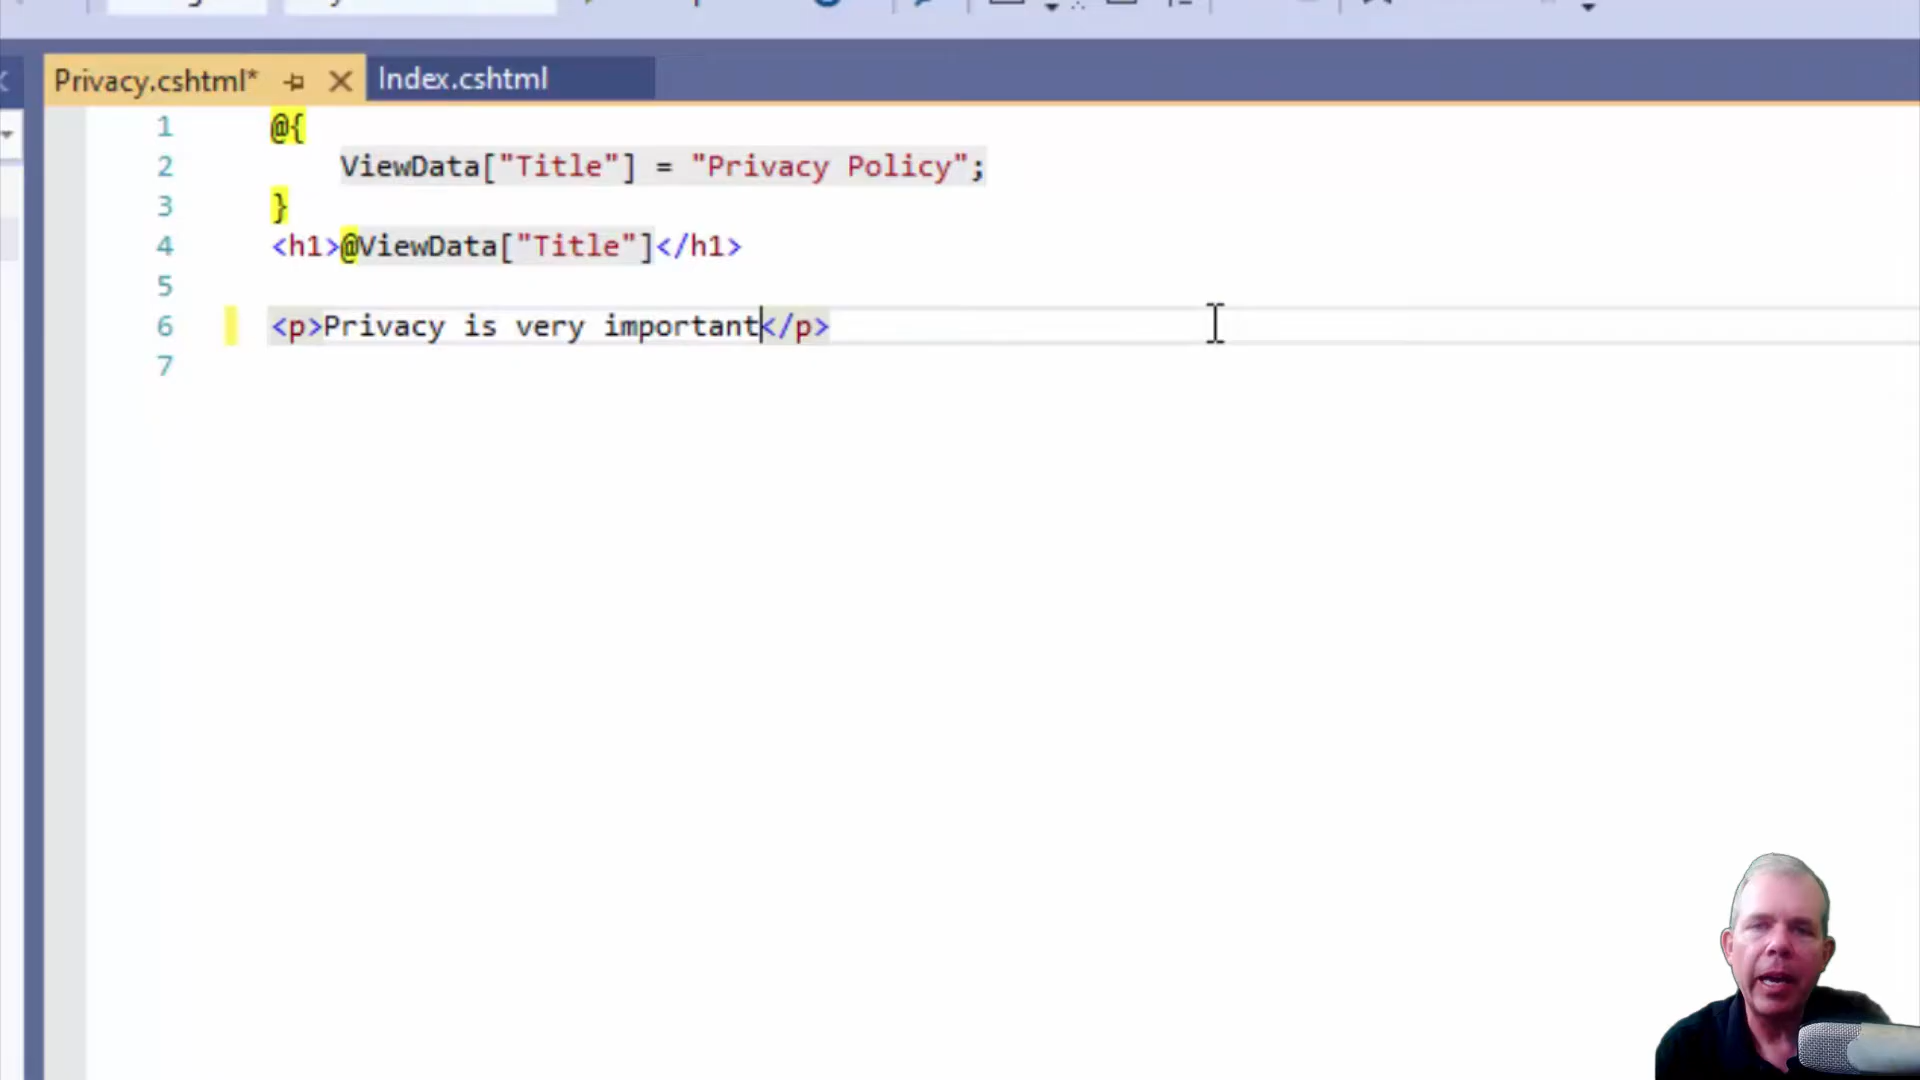 Privacy.cshtml*
Index.cshtml
1 @{
2 ViewData["Title"] = "Privacy Policy";
3 }
4 <h1>@ViewData["Title"]</h1>
5
6 <p>Privacy is very important</p>
7